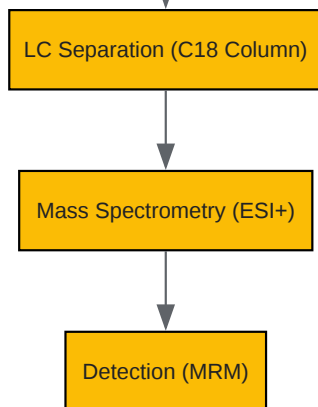 LC Separation (C18 Column)
Mass Spectrometry (ESI+)
Detection (MRM)